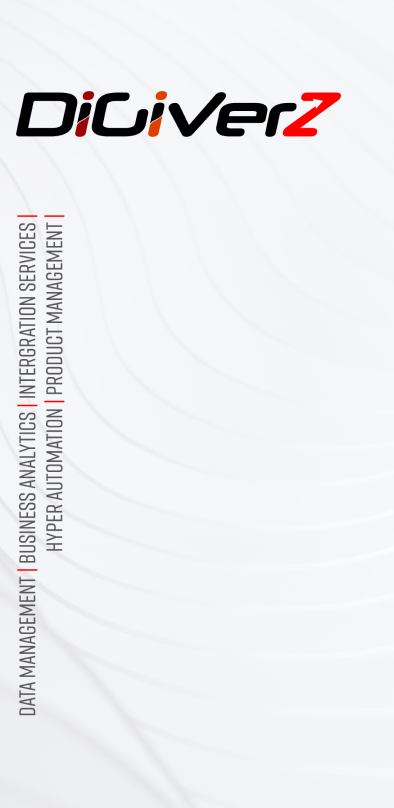 DiGiverZ
DATA MANAGEMENT | BUSINESS ANALYTICS | INTERGRATION SERVICES |
HYPER AUTOMATION | PRODUCT MANAGEMENT |